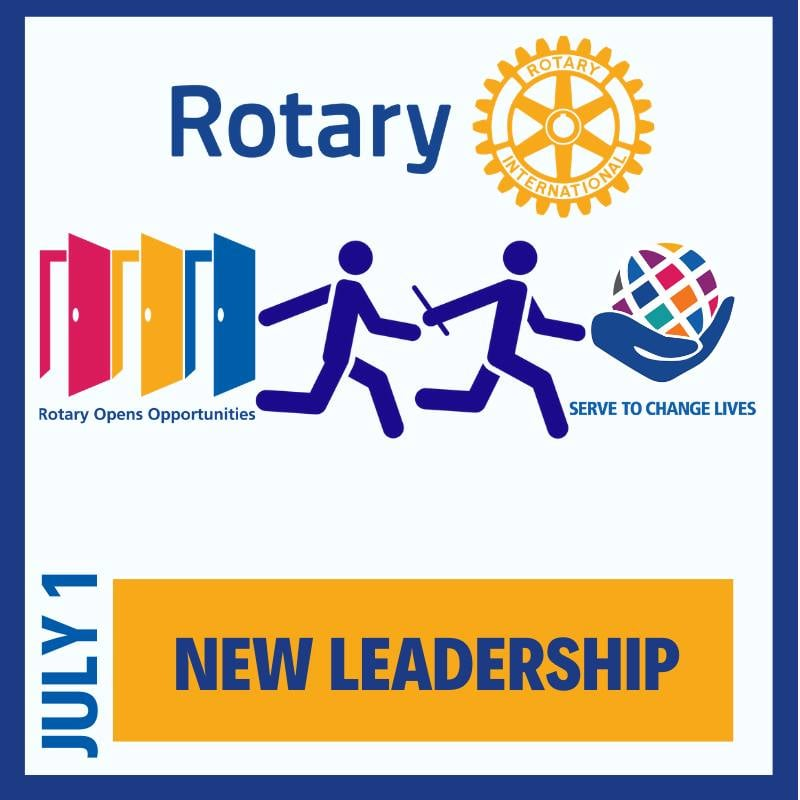 Rotary
ROTARY
INTERNATIONAL
Rotary Opens Opportunities
SERVE TO CHANGE LIVES
JULY 1
NEW LEADERSHIP